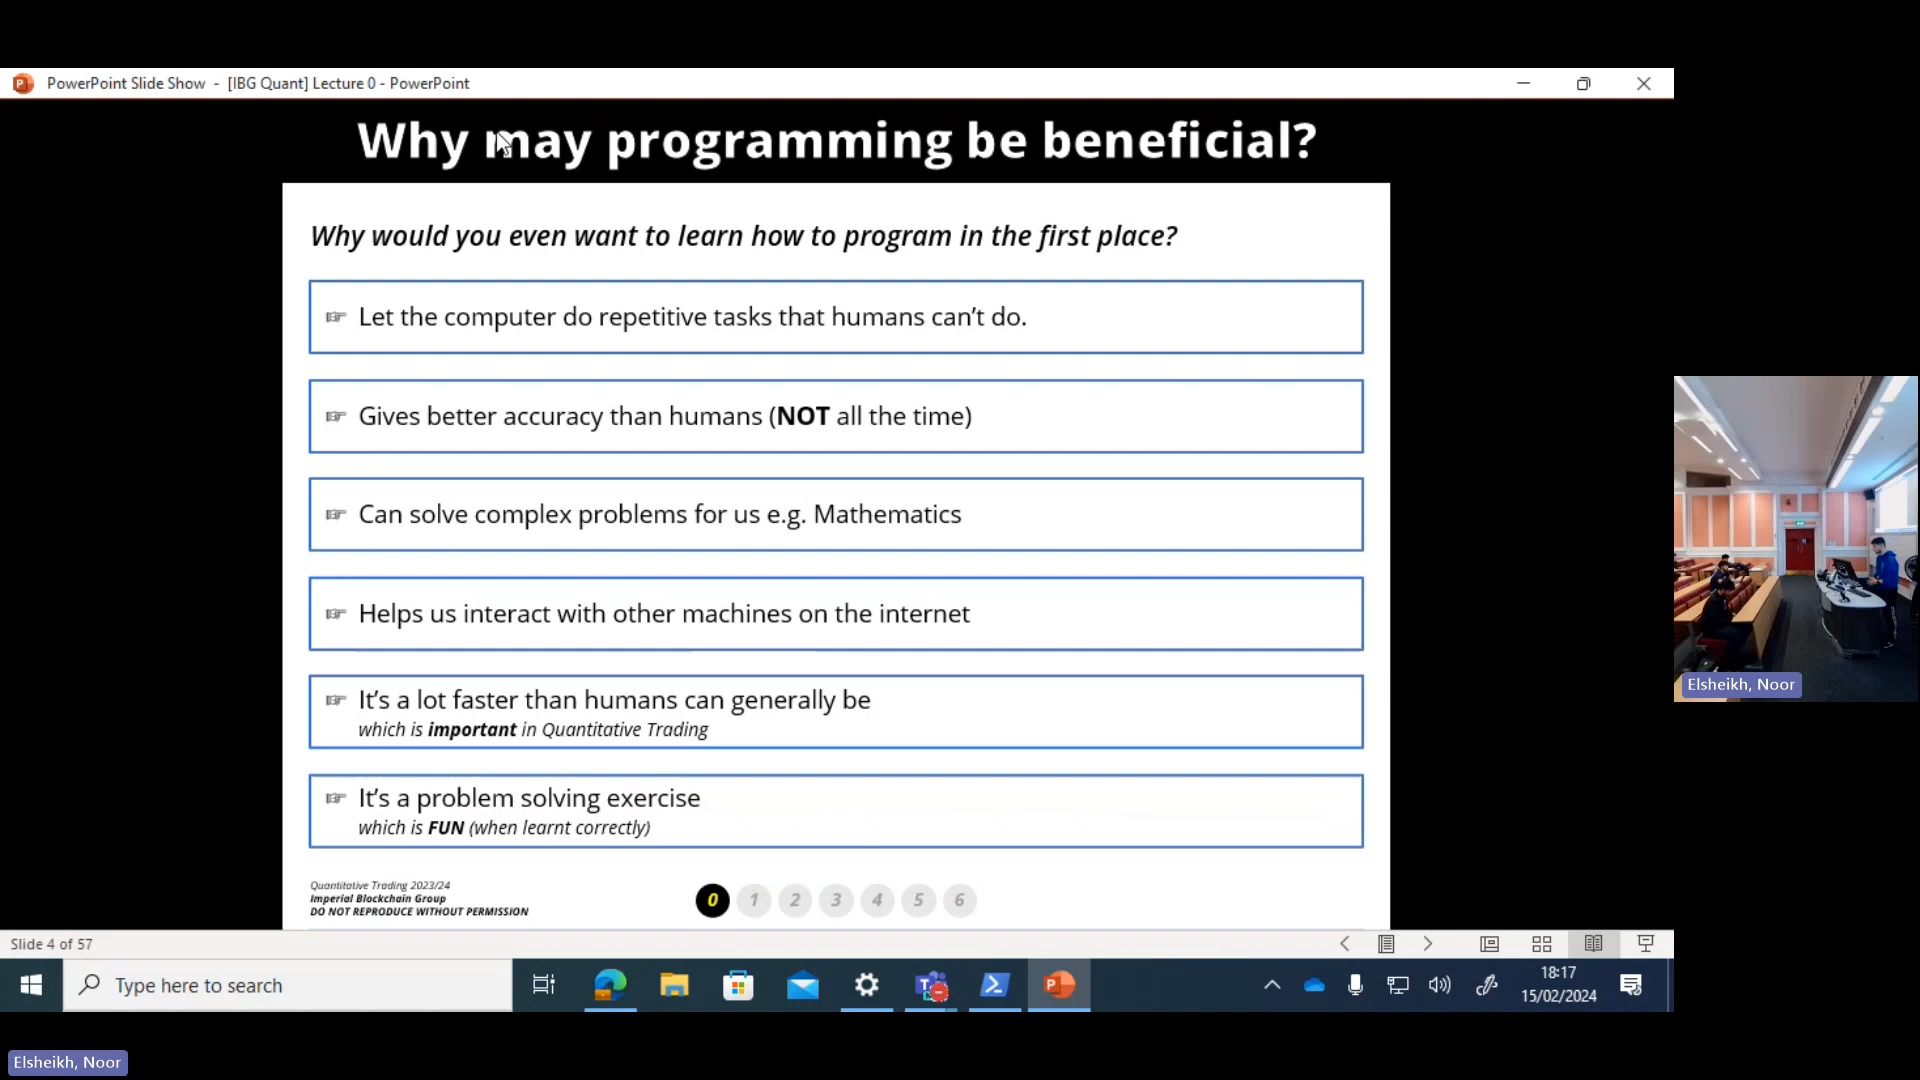 PowerPoint Slide Show - [IBG Quant] Lecture 0 - PowerPoint
Why may programming be beneficial?
Why would you even want to learn how to program in the first place?
☞ Let the computer do repetitive tasks that humans can’t do.
☞ Gives better accuracy than humans (NOT all the time)
☞ Can solve complex problems for us e.g. Mathematics
☞ Helps us interact with other machines on the internet
☞ It’s a lot faster than humans can generally be
which is important in Quantitative Trading
☞ It’s a problem solving exercise
which is FUN (when learnt correctly)
Quantitative Trading 2023/24
Imperial Blockchain Group
DO NOT REPRODUCE WITHOUT PERMISSION
0 1 2 3 4 5 6
Slide 4 of 57
Type here to search
18:17
15/02/2024
Elsheikh, Noor
Elsheikh, Noor